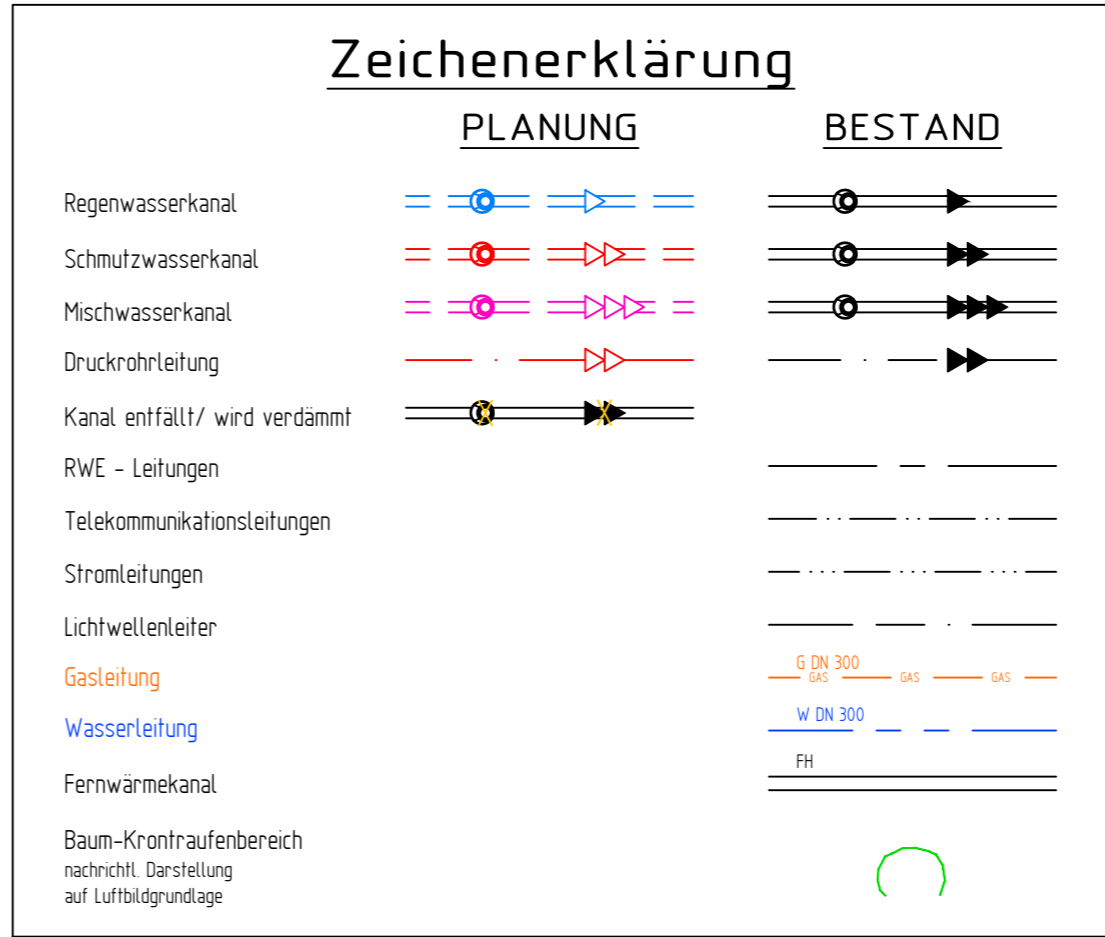 Zeichenerklärung
PLANUNG BESTAND
Regenwasserkanal
Schmutzwasserkanal
Mischwasserkanal
Druckrohrleitung
Kanal entfällt/ wird verdämmt
RWE - Leitungen
Telekommunikationsleitungen
Stromleitungen
Lichtwellenleiter
G DN 300
Gasleitung GAS GAS GAS
W DN 300
Wasserleitung
FH
Fernwärmekanal
Baum-Krontraufenbereich
nachrichtl. Darstellung
auf Luftbildgrundlage